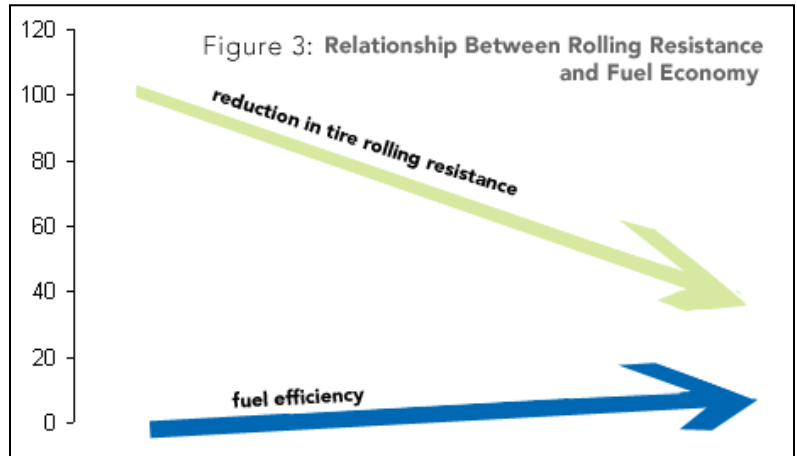 Figure 3: Relationship Between Rolling Resistance
and Fuel Economy
120
100
80
60
40
20
0
reduction in tire rolling resistance
fuel efficiency